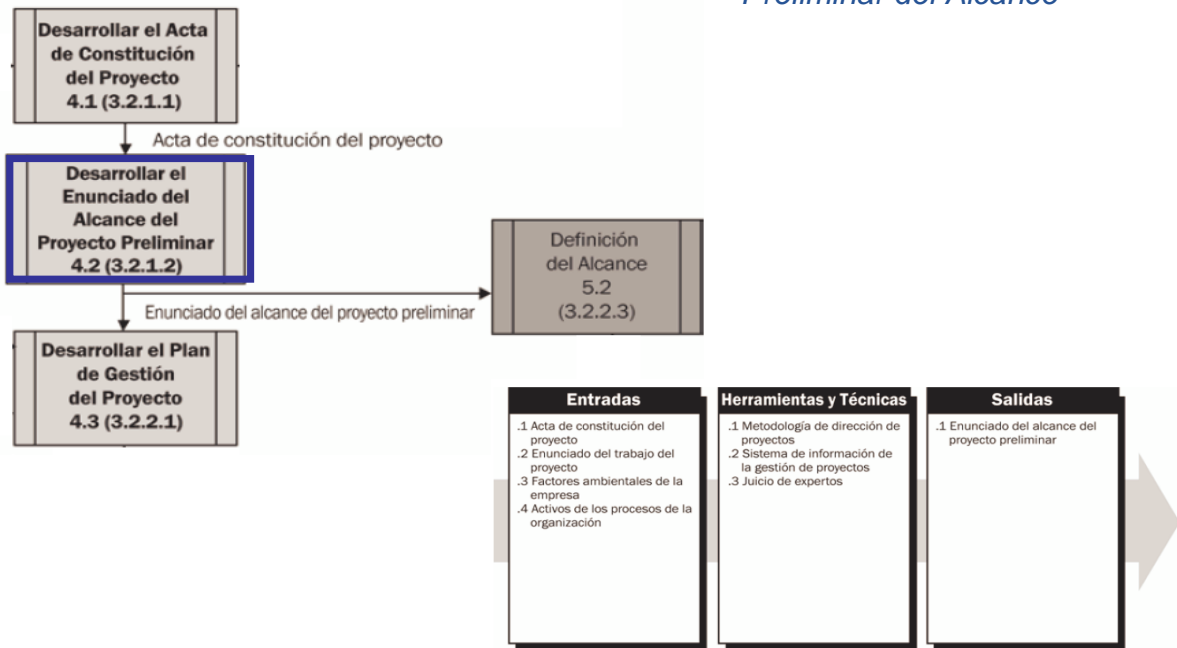 Preliminar del Alcance
Desarrollar el Acta
de Constitución
del Proyecto
4.1 (3.2.1.1)
Acta de constitución del proyecto
Desarrollar el
Enunciado del
Alcance del
Proyecto Preliminar
4.2 (3.2.1.2)
Definición
del Alcance
5.2
(3.2.2.3)
Enunciado del alcance del proyecto preliminar
Desarrollar el Plan
de Gestión
del Proyecto
4.3 (3.2.2.1)
Entradas
.1 Acta de constitución del
proyecto
.2 Enunciado del trabajo del
proyecto
.3 Factores ambientales de la
empresa
.4 Activos de los procesos de la
organización
Herramientas y Técnicas
.1 Metodología de dirección de
proyectos
.2 Sistema de información de
la gestión de proyectos
.3 Juicio de expertos
Salidas
.1 Enunciado del alcance del
proyecto preliminar